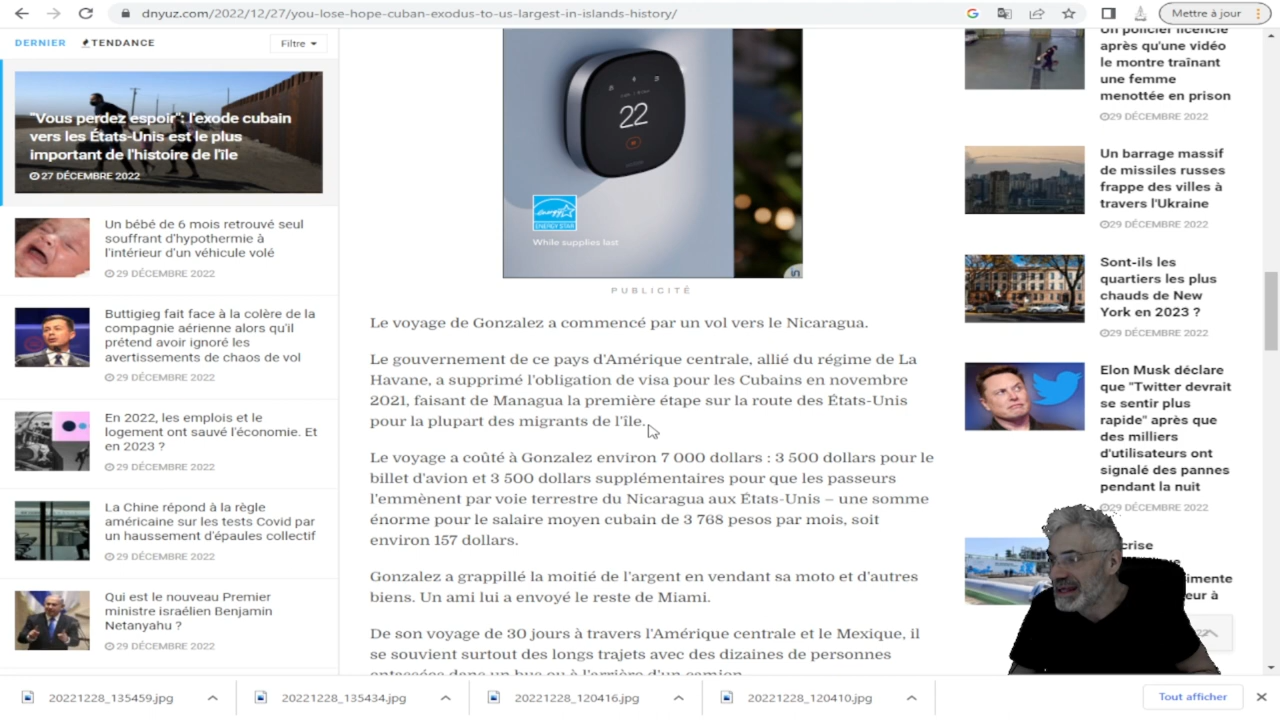 dnyuz.com/2022/12/27/you-lose-hope-cuban-exodus-to-us-largest-in-islands-history/
Mettre à jour
DERNIER
TENDANCE
Filtre
"Vous perdez espoir": l'exode cubain
vers les États-Unis est le plus
important de l'histoire de l'île
27 DÉCEMBRE 2022
Un bébé de 6 mois retrouvé seul
souffrant d'hypothermie à
l'intérieur d'un véhicule volé
29 DÉCEMBRE 2022
Buttigieg fait face à la colère de la
compagnie aérienne alors qu'il
prétend avoir ignoré les
avertissements de chaos de vol
29 DÉCEMBRE 2022
En 2022, les emplois et le
logement ont sauvé l'économie. Et
en 2023 ?
29 DÉCEMBRE 2022
La Chine répond à la règle
américaine sur les tests Covid par
un haussement d'épaules collectif
29 DÉCEMBRE 2022
Qui est le nouveau Premier
ministre israélien Benjamin
Netanyahu ?
29 DÉCEMBRE 2022
22
ENERGY STAR
While supplies last
PUBLICITÉ
Le voyage de Gonzalez a commencé par un vol vers le Nicaragua.
Le gouvernement de ce pays d'Amérique centrale, allié du régime de La
Havane, a supprimé l'obligation de visa pour les Cubains en novembre
2021, faisant de Managua la première étape sur la route des États-Unis
pour la plupart des migrants de l'île.
Le voyage a coûté à Gonzalez environ 7 000 dollars : 3 500 dollars pour le
billet d'avion et 3 500 dollars supplémentaires pour que les passeurs
l'emmènent par voie terrestre du Nicaragua aux États-Unis – une somme
énorme pour le salaire moyen cubain de 3 768 pesos par mois, soit
environ 157 dollars.
Gonzalez a grappillé la moitié de l'argent en vendant sa moto et d'autres
biens. Un ami lui a envoyé le reste de Miami.
De son voyage de 30 jours à travers l'Amérique centrale et le Mexique, il
se souvient surtout des longs trajets avec des dizaines de personnes
entassées dans un bus ou à l'arrière d'un camion.
Un policier licencié
après qu'une vidéo
le montre traînant
une femme
menottée en prison
29 DÉCEMBRE 2022
Un barrage massif
de missiles russes
frappe des villes à
travers l'Ukraine
29 DÉCEMBRE 2022
Sont-ils les
quartiers les plus
chauds de New
York en 2023 ?
29 DÉCEMBRE 2022
Elon Musk déclare
que "Twitter devrait
se sentir plus
rapide" après que
des milliers
d'utilisateurs ont
signalé des pannes
pendant la nuit
29 DÉCEMBRE 2022
crise
20221228_135459.jpg
20221228_135434.jpg
20221228_120416.jpg
20221228_120410.jpg
Tout afficher